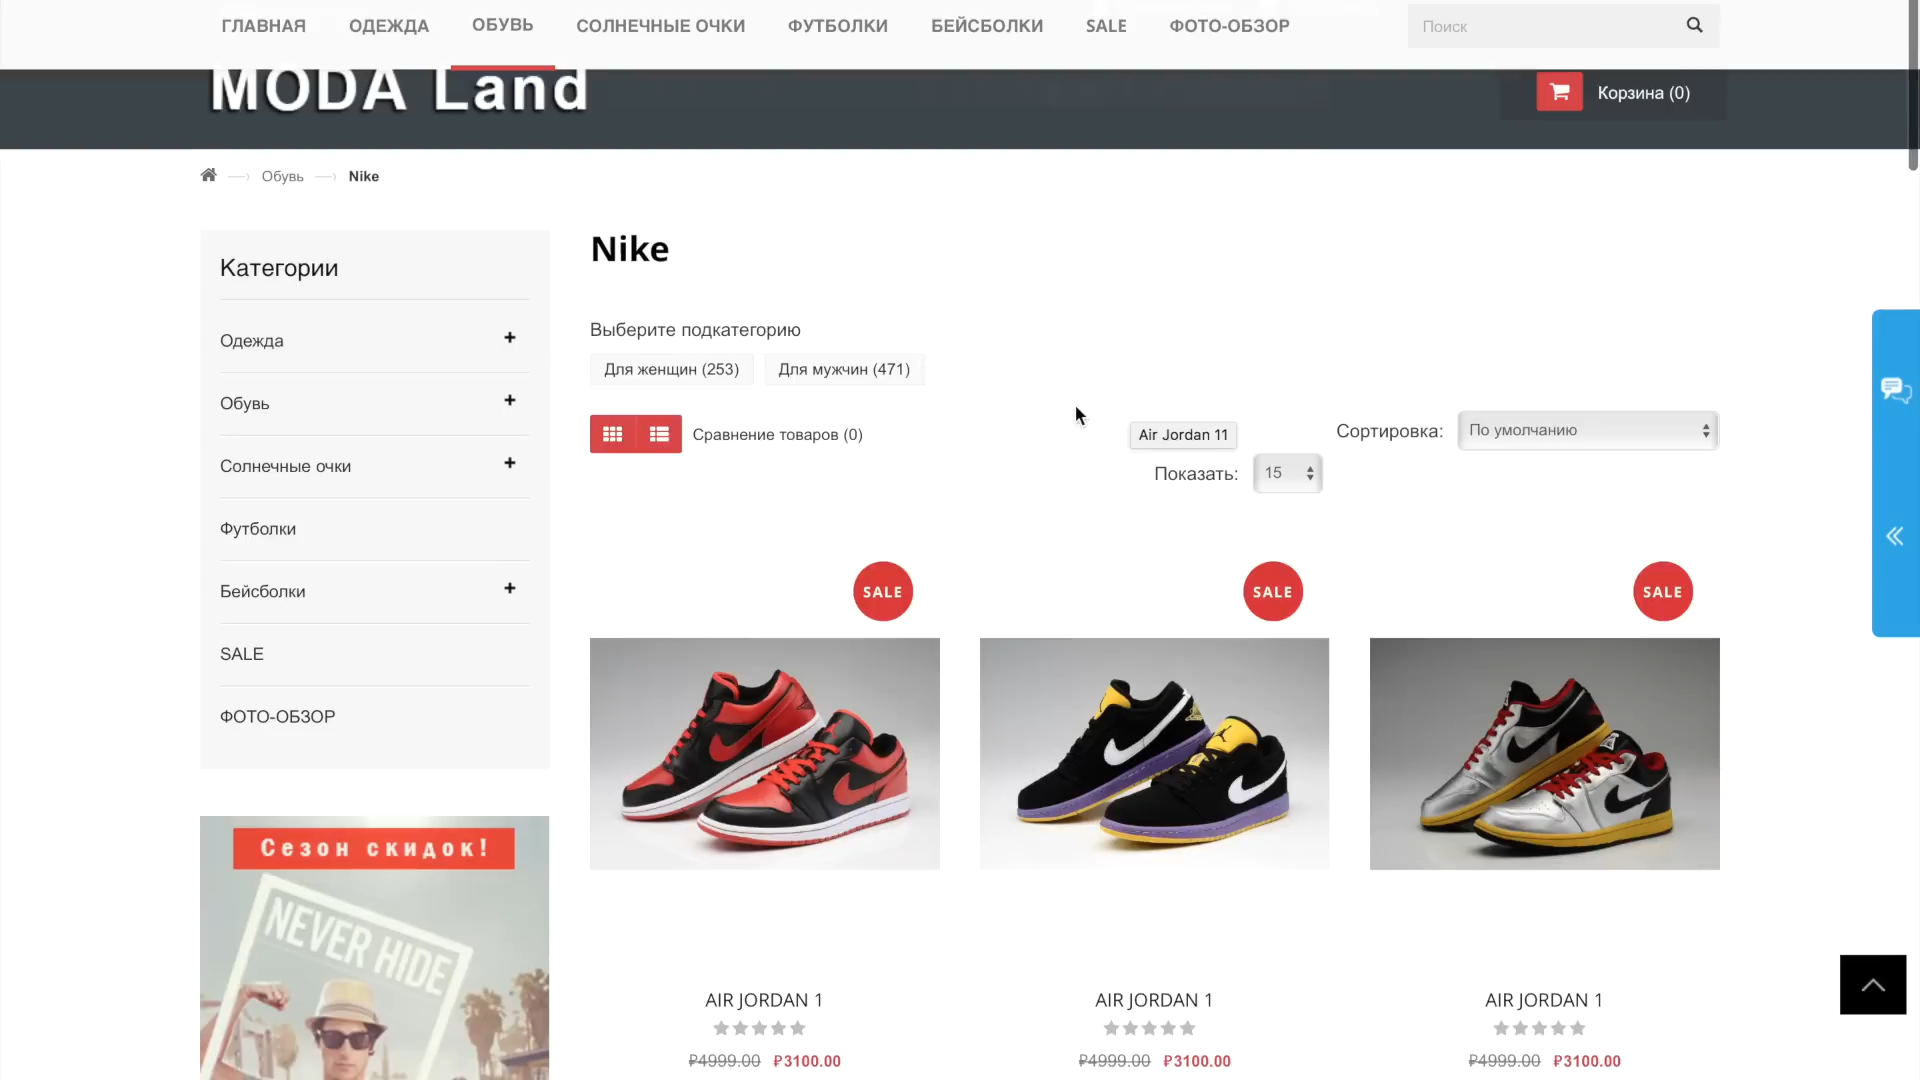 ГЛАВНАЯ ОДЕЖДА ОБУВЬ СОЛНЕЧНЫЕ ОЧКИ ФУТБОЛКИ БЕЙСБОЛКИ SALE ФОТО-ОБЗОР Поиск
MODA Land
Корзина (0)
Обувь Nike
Категории
Одежда
Обувь
Солнечные очки
Футболки
Бейсболки
SALE
ФОТО-ОБЗОР
Сезон скидок!
NEVER HIDE
Nike
Выберите подкатегорию
Для женщин (253) Для мужчин (471)
Сравнение товаров (0)
Air Jordan 11
Сортировка: По умолчанию
Показать: 15
SALE SALE SALE
AIR JORDAN 1 AIR JORDAN 1 AIR JORDAN 1
₽4999.00 ₽3100.00 ₽4999.00 ₽3100.00 ₽4999.00 ₽3100.00